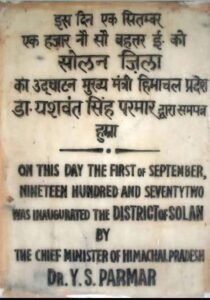 इस दिन एक सितम्बर
एक हज़ार नौ सौ बहत्तर ई. को
सोलन ज़िला
का उद्घाटन मुख्य मंत्री हिमाचल प्रदेश
डा. यशवंत सिंह परमार द्वारा सम्पन्न
हुआ
ON THIS DAY THE FIRST OF SEPTEMBER,
NINETEEN HUNDRED AND SEVENTYTWO
WAS INAUGURATED THE DISTRICT OF SOLAN
BY
THE CHIEF MINISTER OF HIMACHAL PRADESH
DR. Y. S. PARMAR